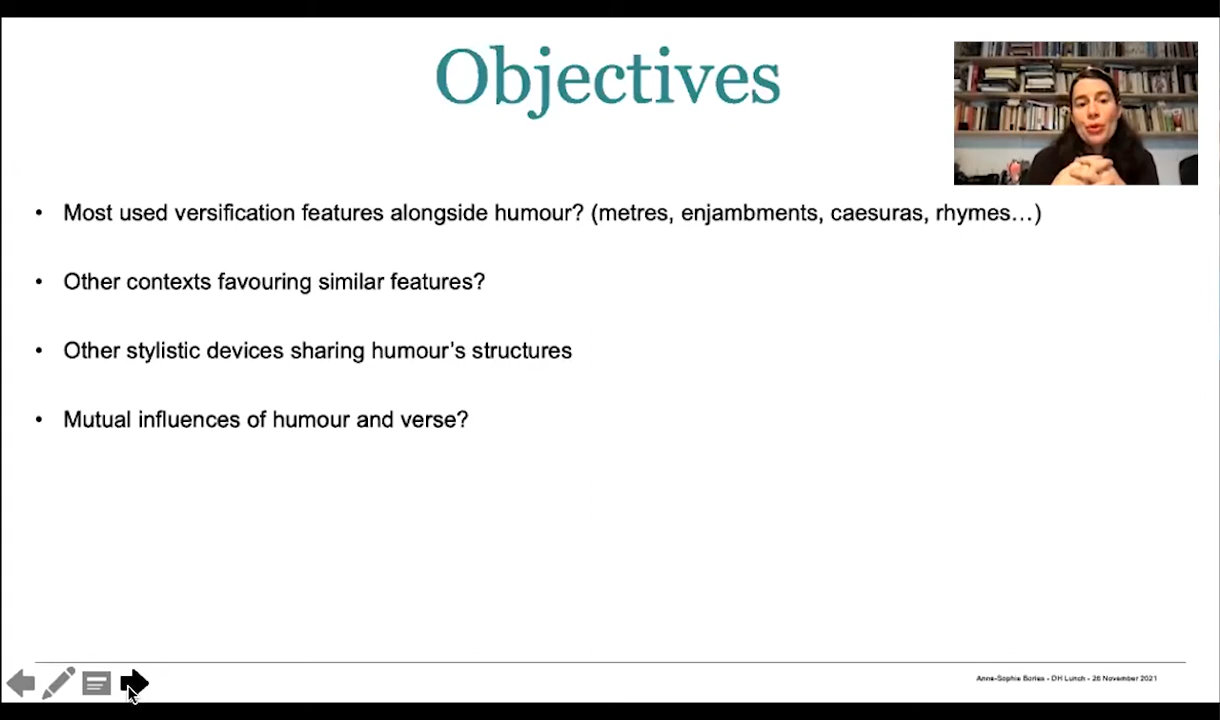 Objectives
• Most used versification features alongside humour? (metres, enjambments, caesuras, rhymes…)
• Other contexts favouring similar features?
• Other stylistic devices sharing humour's structures
• Mutual influences of humour and verse?
Anne-Sophie Bories - DH Lunch - 26 November 2021